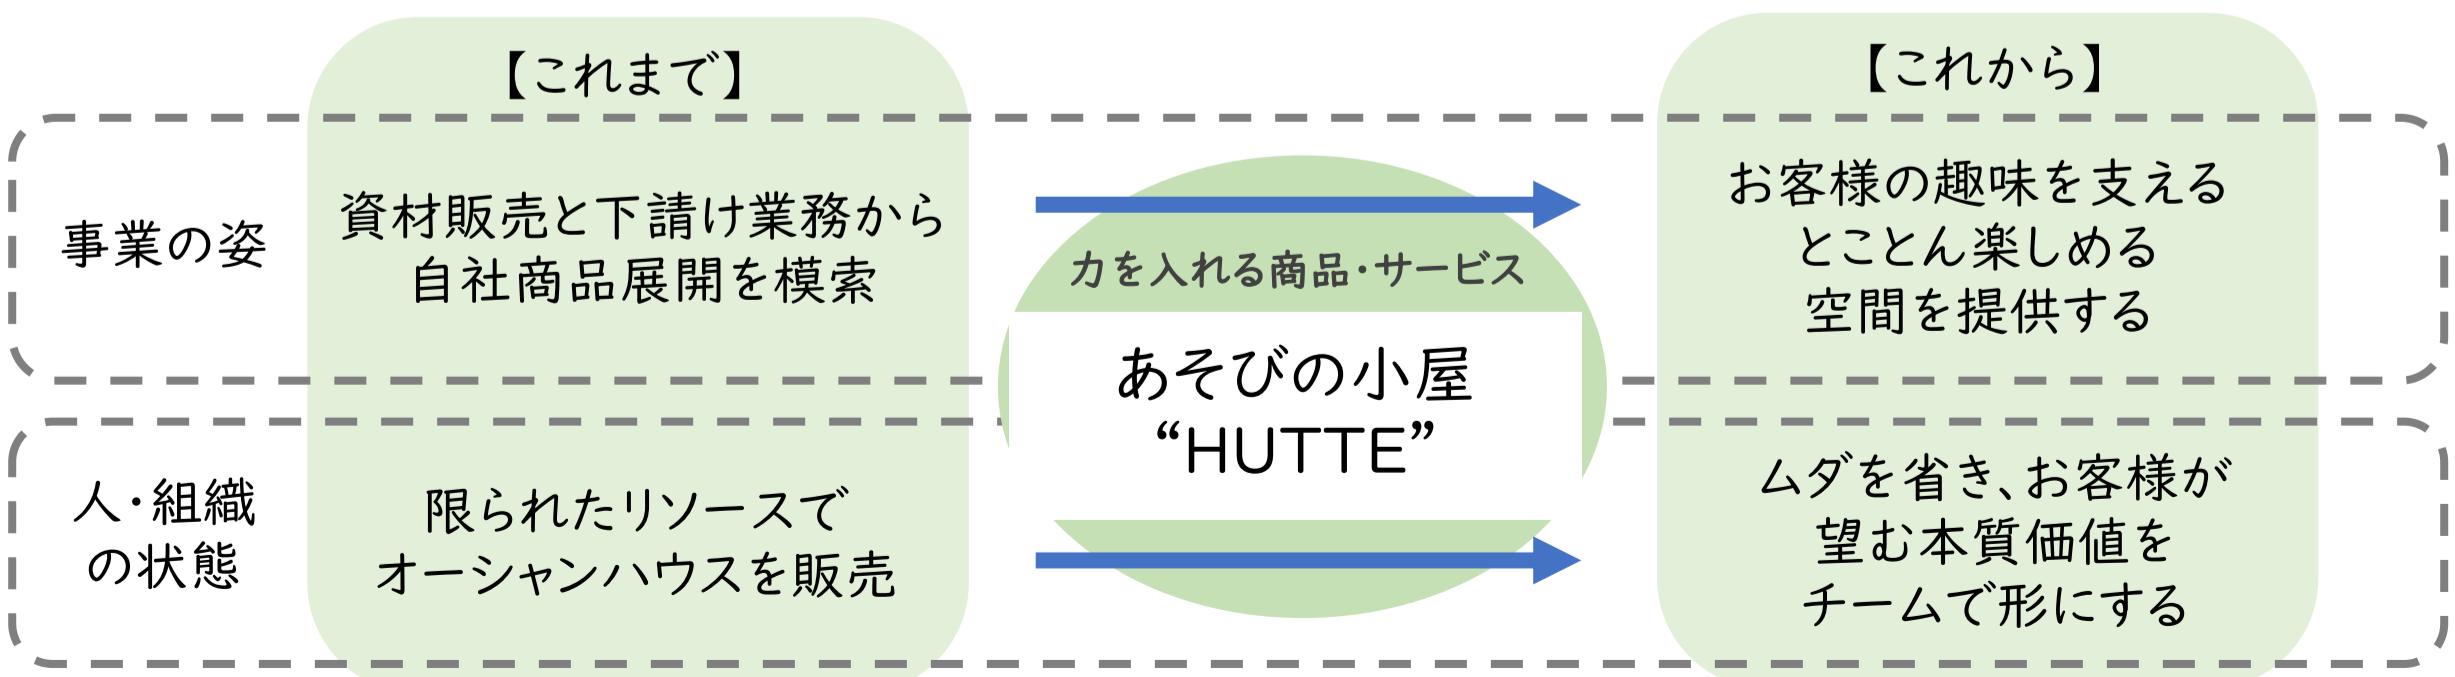 【これまで】
【これから】
事業の姿
資材販売と下請け業務から
自社商品展開を模索
力を入れる商品・サービス
お客様の趣味を支える
とことん楽しめる
空間を提供する
あそびの小屋
“HUTTE”
人・組織
の状態
限られたリソースで
オーシャンハウスを販売
ムダを省き、お客様が
望む本質価値を
チームで形にする